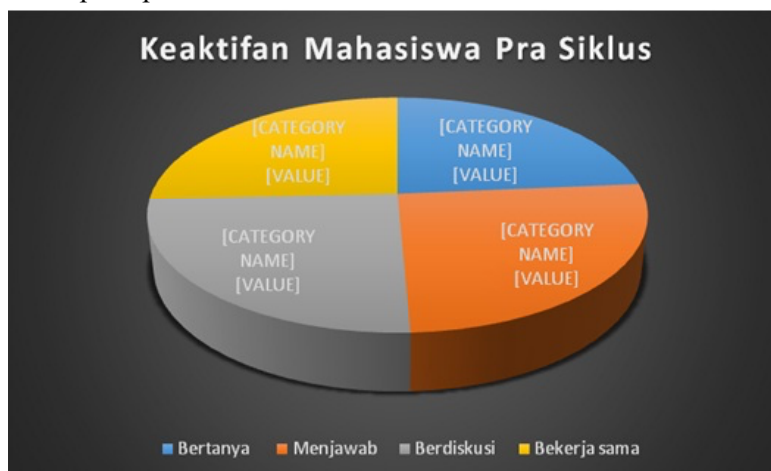 Keaktifan Mahasiswa Pra Siklus
[CATEGORY
NAME]
[VALUE]
[CATEGORY
NAME]
[VALUE]
[CATEGORY
NAME]
[VALUE]
[CATEGORY
NAME]
[VALUE]
Bertanya Menjawab Berdiskusi Bekerja sama